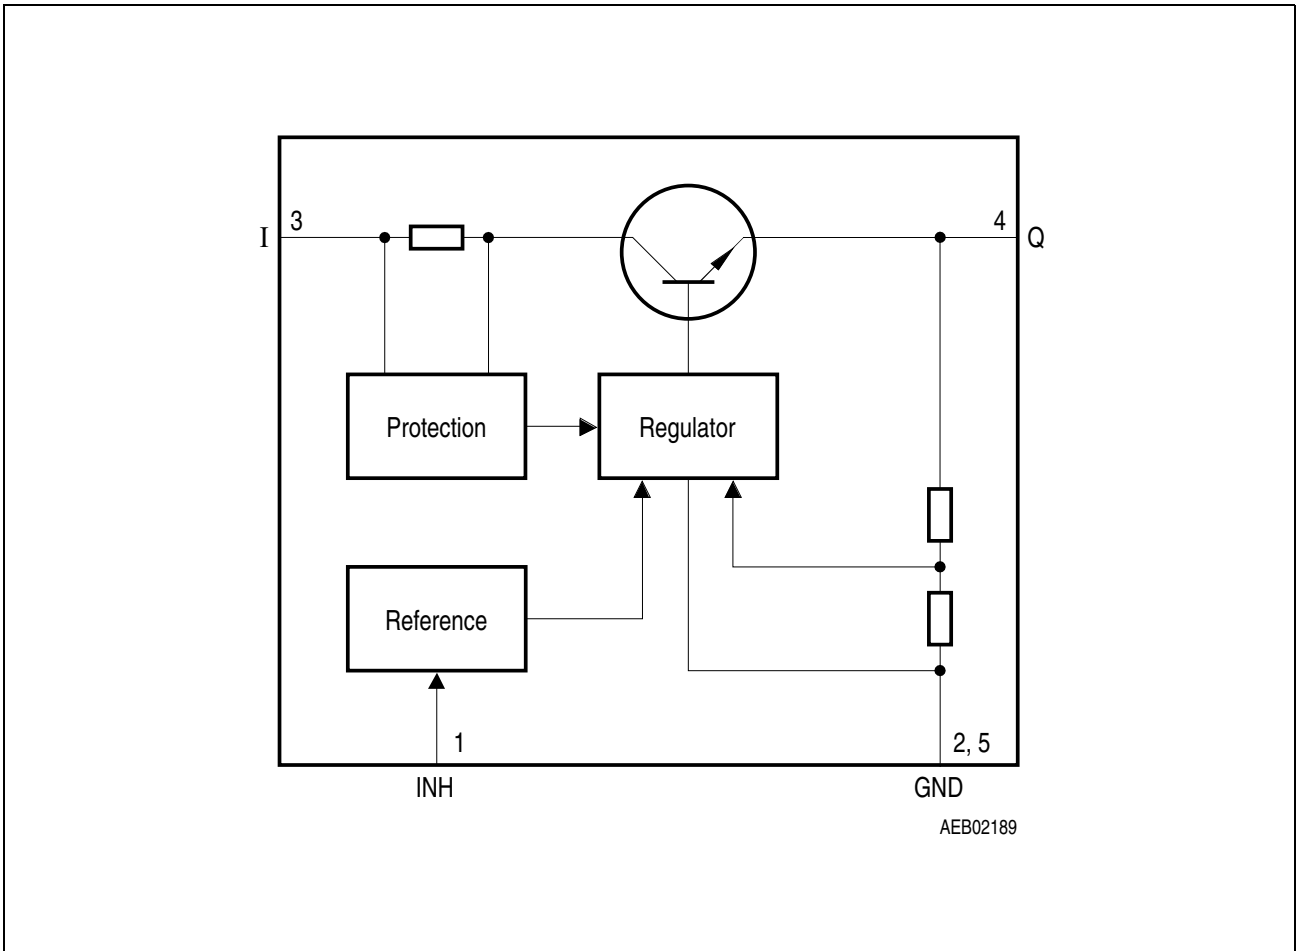 3
I
4
Q
Protection
Regulator
Reference
1
2, 5
INH
GND
AEB02189